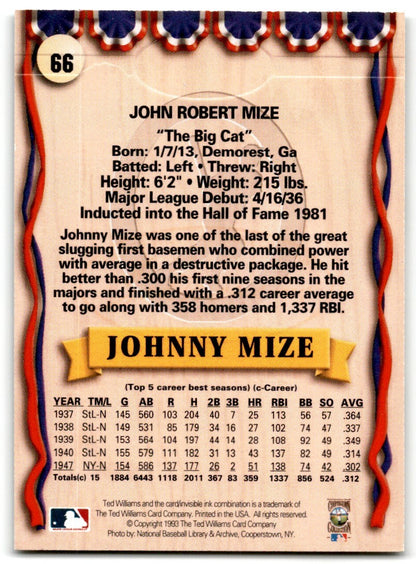 66
JOHN ROBERT MIZE
"The Big Cat"
Born: 1/7/13, Demorest, Ga
Batted: Left • Threw: Right
Height: 6'2" • Weight: 215 lbs.
Major League Debut: 4/16/36
Inducted into the Hall of Fame 1981
Johnny Mize was one of the last of the great
slugging first basemen who combined power
with average in a destructive package. He hit
better than .300 his first nine seasons in the
majors and finished with a .312 career average
to go along with 358 homers and 1,337 RBI.
JOHNNY MIZE
(Top 5 career best seasons) (c-Career)
YEAR TM/L G AB R H 2B 3B HR RBI BB SO AVG
1937 StL-N 145 560 103 204 40 7 25 113 56 57 .364
1938 StL-N 149 531 85 179 34 16 27 102 74 47 .337
1939 StL-N 153 564 104 197 44 14 28 108 92 49 .349
1940 StL-N 155 579 111 182 31 13 43 137 82 49 .314
1947 NY-N 154 586 137 177 26 2 51 138 74 42 .302
Totals(c) 15 1884 6443 1118 2011 367 83 359 1337 856 524 .312
Ted Williams and the card/invisible ink combination is a trademark of
The Ted Williams Card Company. Printed in the USA. All rights reserved.
© Copyright 1993 The Ted Williams Card Company
Photo by: National Baseball Library & Archive, Cooperstown, NY.